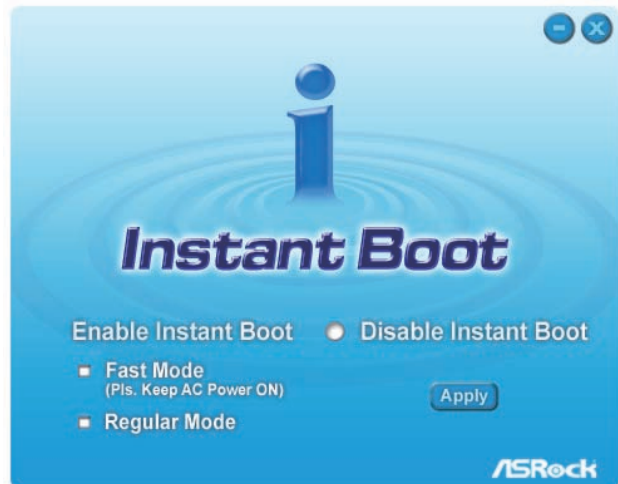 Instant Boot
Enable Instant Boot
Disable Instant Boot
Fast Mode
(Pls. Keep AC Power ON)
Apply
Regular Mode
ASRock